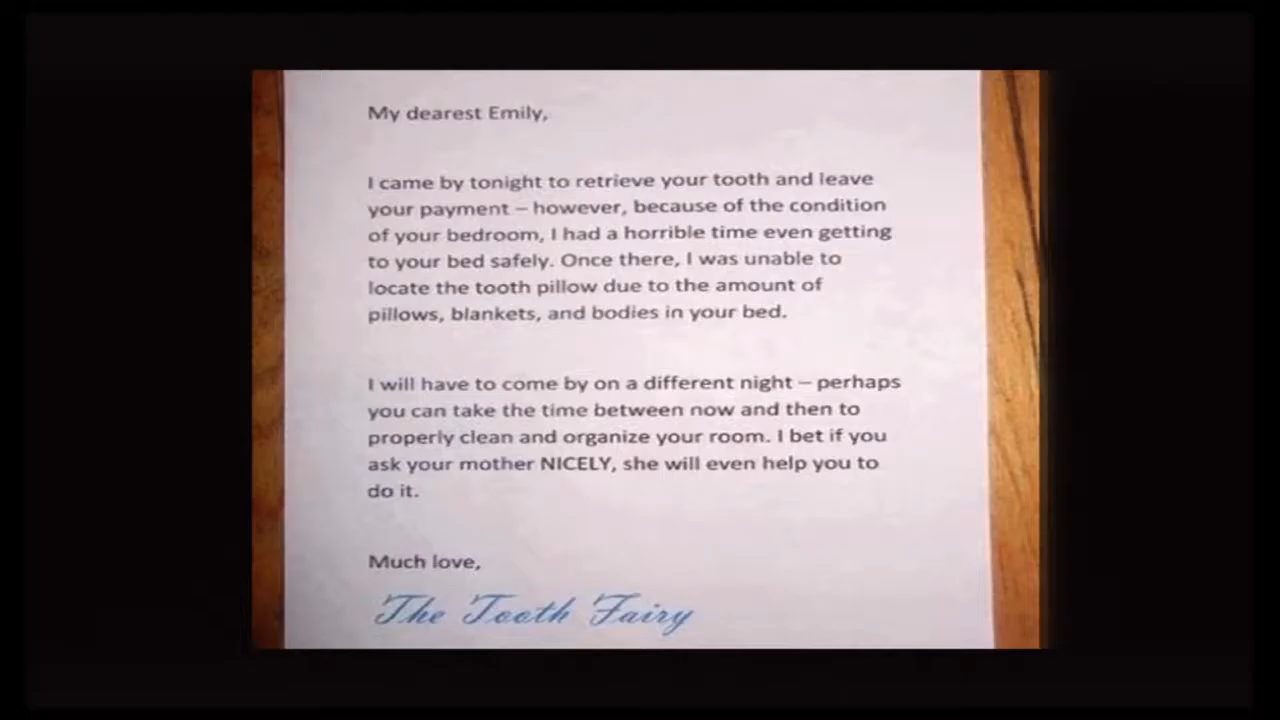 My dearest Emily,
I came by tonight to retrieve your tooth and leave
your payment – however, because of the condition
of your bedroom, I had a horrible time even getting
to your bed safely. Once there, I was unable to
locate the tooth pillow due to the amount of
pillows, blankets, and bodies in your bed.
I will have to come by on a different night – perhaps
you can take the time between now and then to
properly clean and organize your room. I bet if you
ask your mother NICELY, she will even help you to
do it.
Much love,
The Tooth Fairy